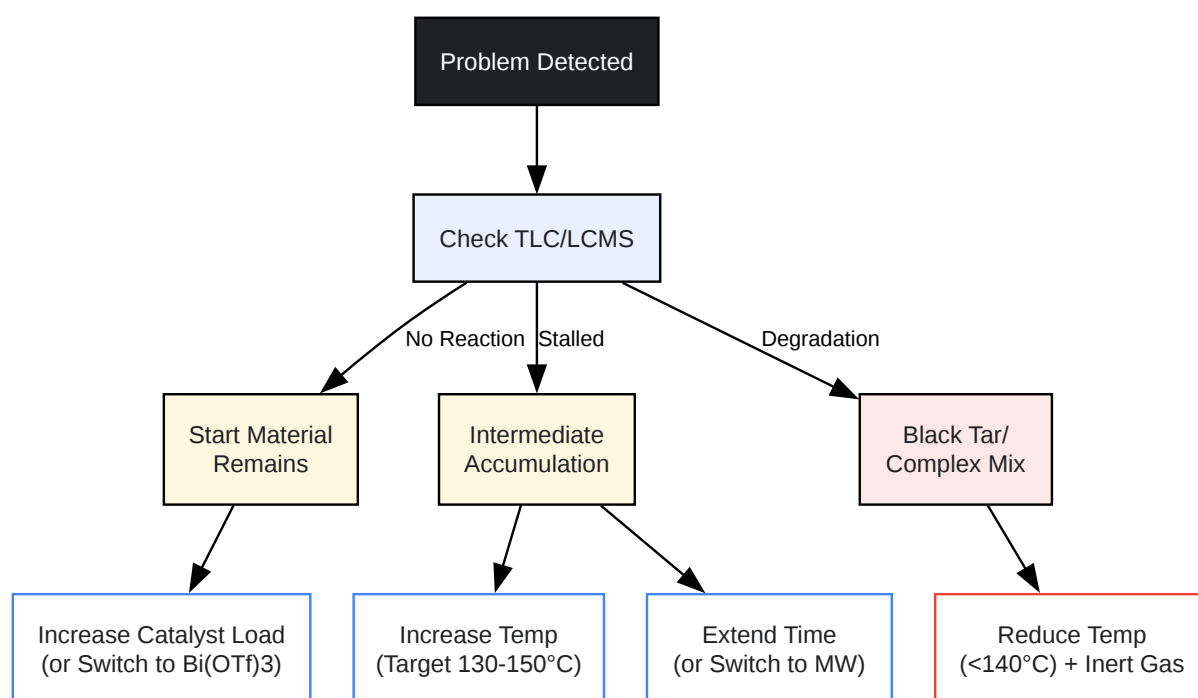 Problem Detected
Check TLC/LCMS
No Reaction
Stalled
Degradation
Start Material
Remains
Intermediate
Accumulation
Black Tar/
Complex Mix
Increase Catalyst Load
(or Switch to Bi(OTf)3)
Increase Temp
(Target 130-150°C)
Extend Time
(or Switch to MW)
Reduce Temp
(<140°C) + Inert Gas